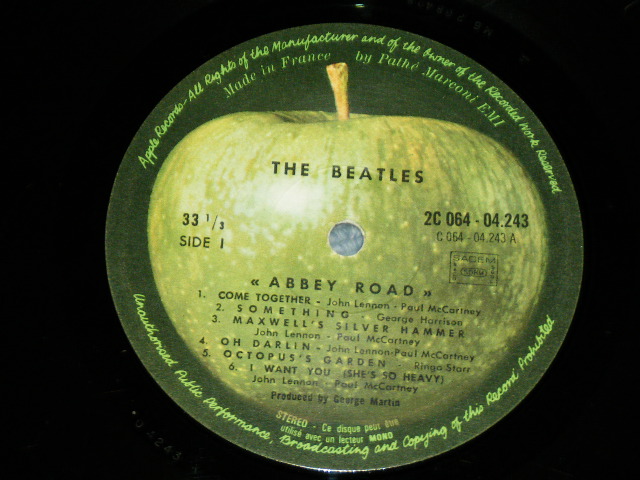 Apple Records-All Rights of the Manufacturer and of the Owner of the Recorded Work Reserved
Made in France by Pathé Marconi EMI
THE BEATLES
33 1/3
SIDE I
2C 064 - 04.243
C 064 - 04.243 A
SACEM
« ABBEY ROAD »
1. COME TOGETHER - John Lennon - Paul McCartney
2. SOMETHING - George Harrison
3. MAXWELL'S SILVER HAMMER
John Lennon - Paul McCartney
4. OH DARLIN - John Lennon-Paul McCartney
5. OCTOPUS'S GARDEN - Ringo Starr
6. I WANT YOU (SHE'S SO HEAVY)
John Lennon - Paul McCartney
Produced by George Martin
STEREO - Ce disque peut être
utilisé avec un lecteur MONO
Unauthorised Public Performance, Broadcasting and Copying of this Record Prohibited